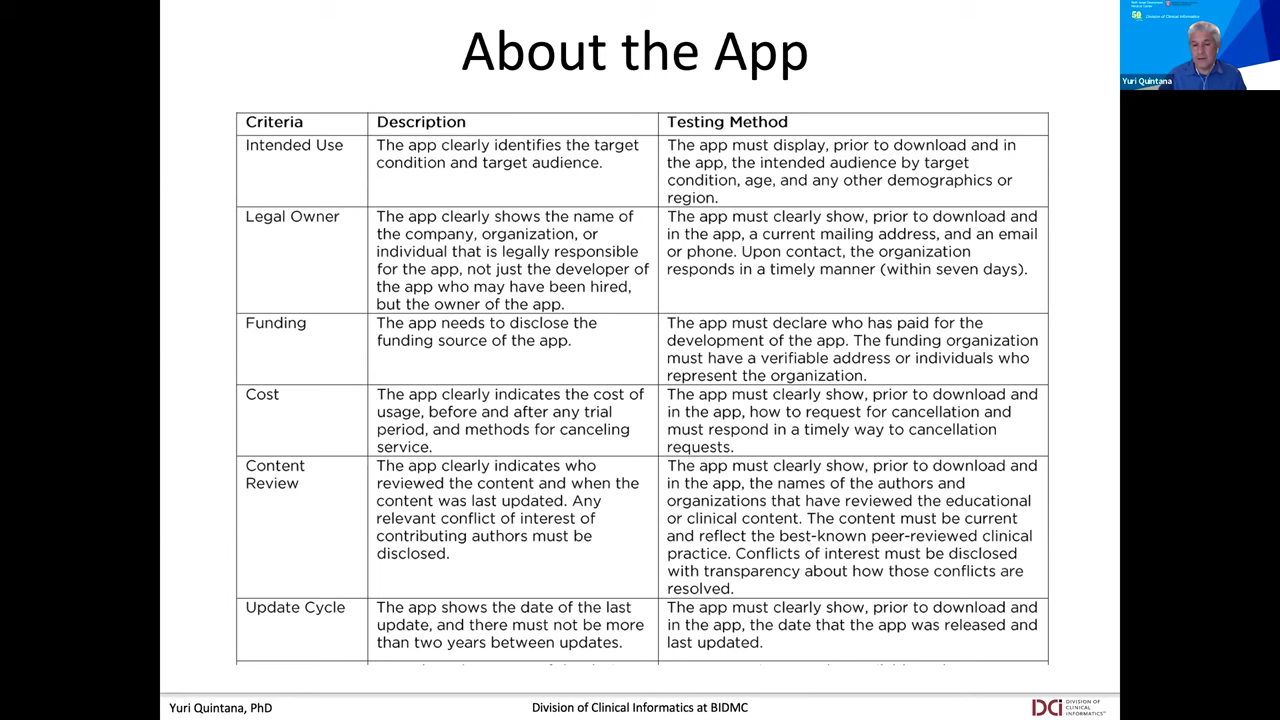 About the App
Criteria
Description
Testing Method
Intended Use
The app clearly identifies the target
condition and target audience.
The app must display, prior to download and in
the app, the intended audience by target
condition, age, and any other demographics or
region.
Legal Owner
The app clearly shows the name of
the company, organization, or
individual that is legally responsible
for the app, not just the developer of
the app who may have been hired,
but the owner of the app.
The app must clearly show, prior to download and
in the app, a current mailing address, and an email
or phone. Upon contact, the organization
responds in a timely manner (within seven days).
Funding
The app needs to disclose the
funding source of the app.
The app must declare who has paid for the
development of the app. The funding organization
must have a verifiable address or individuals who
represent the organization.
Cost
The app clearly indicates the cost of
usage, before and after any trial
period, and methods for canceling
service.
The app must clearly show, prior to download and
in the app, how to request for cancellation and
must respond in a timely way to cancellation
requests.
Content
Review
The app clearly indicates who
reviewed the content and when the
content was last updated. Any
relevant conflict of interest of
contributing authors must be
disclosed.
The app must clearly show, prior to download and
in the app, the names of the authors and
organizations that have reviewed the educational
or clinical content. The content must be current
and reflect the best-known peer-reviewed clinical
practice. Conflicts of interest must be disclosed
with transparency about how those conflicts are
resolved.
Update Cycle
The app shows the date of the last
update, and there must not be more
than two years between updates.
The app must clearly show, prior to download and
in the app, the date that the app was released and
last updated.
Yuri Quintana, PhD
Division of Clinical Informatics at BIDMC
DCi
DIVISION OF
CLINICAL
INFORMATICS
50
Division of Clinical Informatics
Yuri Quintana